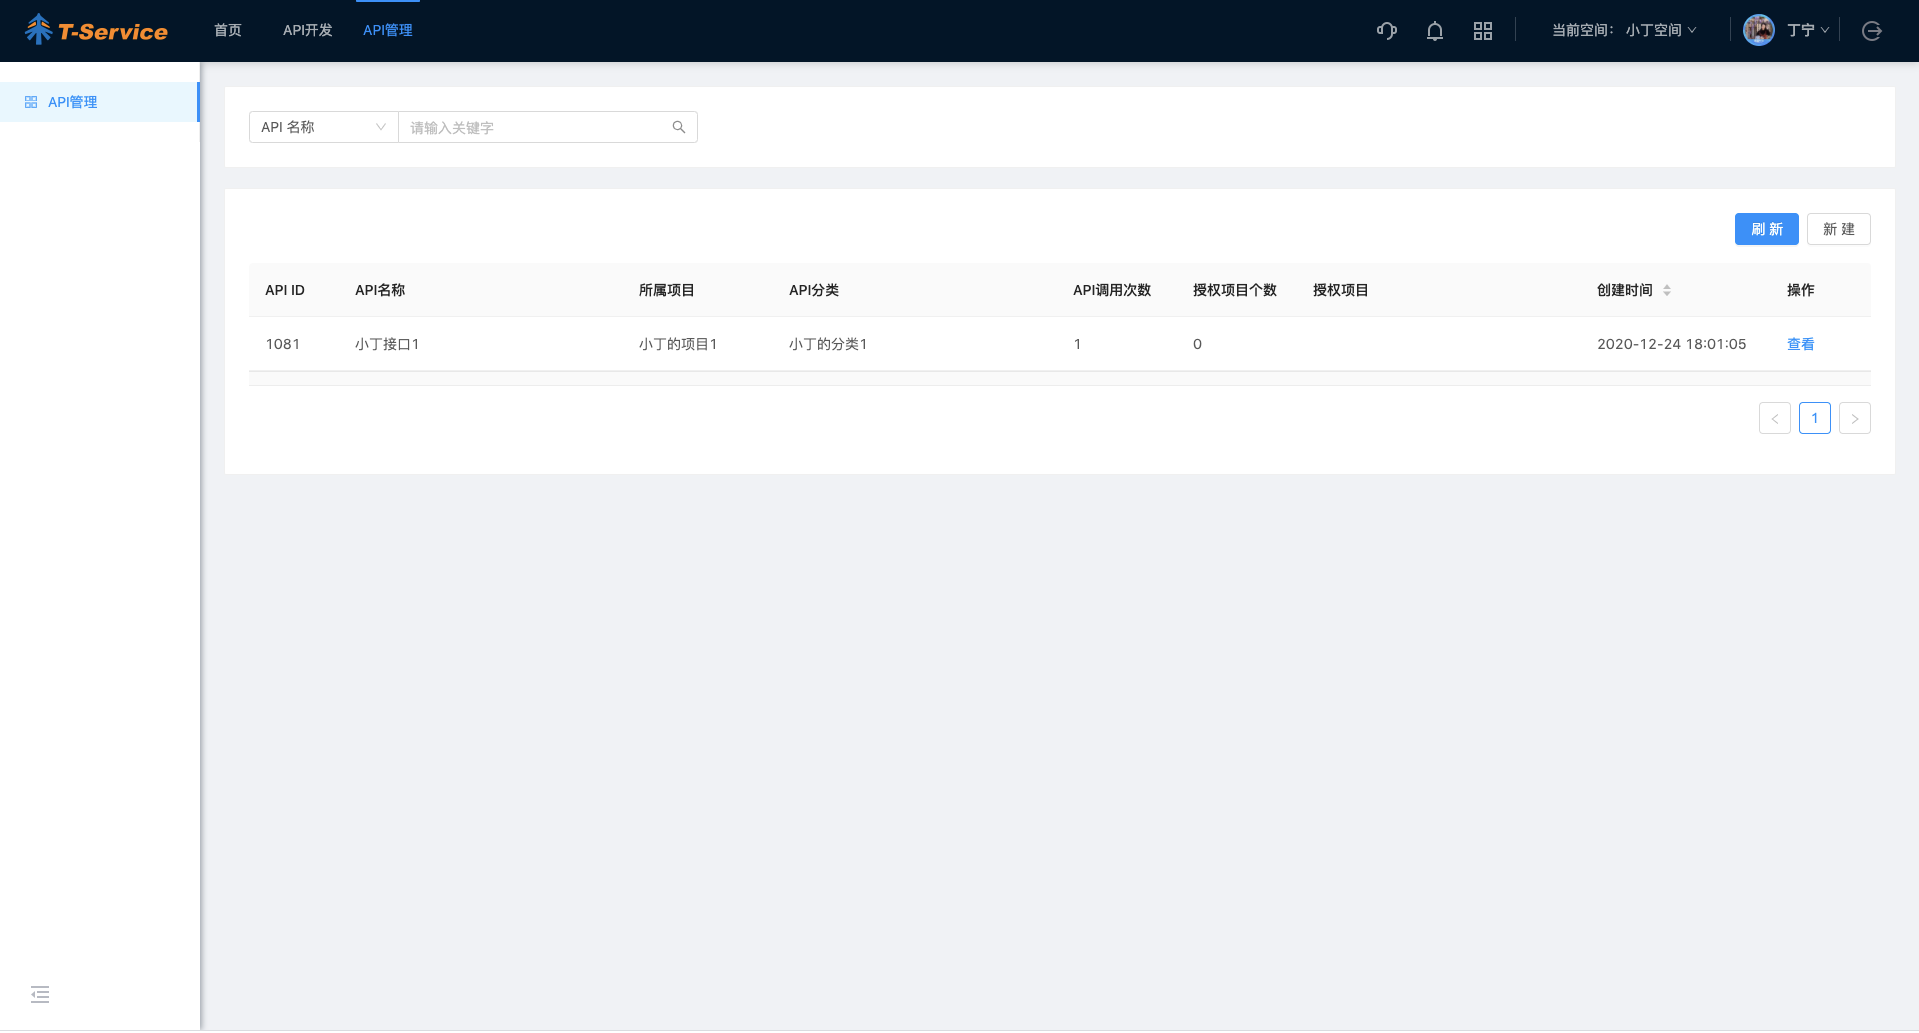 T-Service 首页 API开发 API管理 当前空间： 小丁空间 丁宁
API管理
API 名称 请输入关键字
刷 新 新 建
API ID API名称 所属项目 API分类 API调用次数 授权项目个数 授权项目 创建时间 操作
1081 小丁接口1 小丁的项目1 小丁的分类1 1 0 2020-12-24 18:01:05 查看
< 1 >